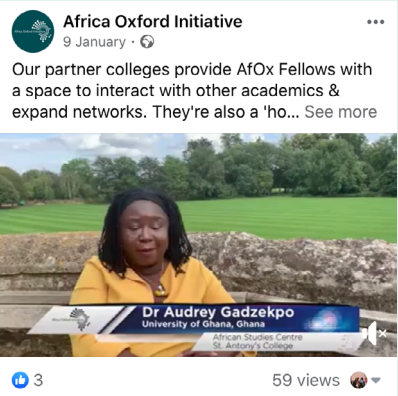 Africa Oxford Initiative
9 January ·
Our partner colleges provide AfOx Fellows with
a space to interact with other academics &
expand networks. They're also a 'ho... See more
Dr Audrey Gadzekpo
University of Ghana, Ghana
African Studies Centre
St. Antony's College
3
59 views